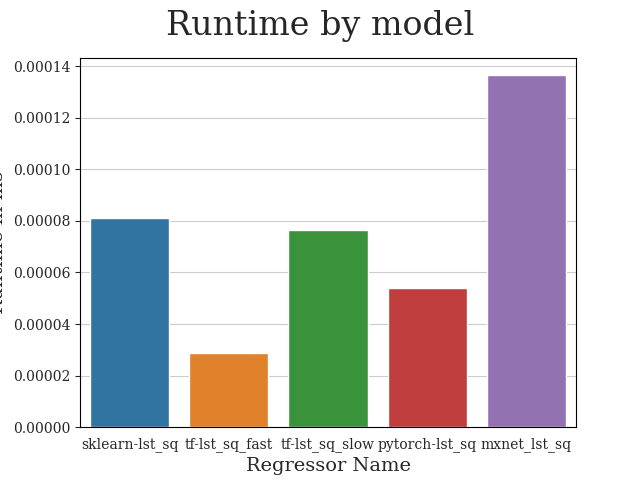 Runtime by model
0.00014
0.00012
0.00010
0.00008
0.00006
0.00004
0.00002
0.00000
sklearn-lst_sq tf-lst_sq_fast tf-lst_sq_slow pytorch-lst_sq mxnet_lst_sq
Regressor Name